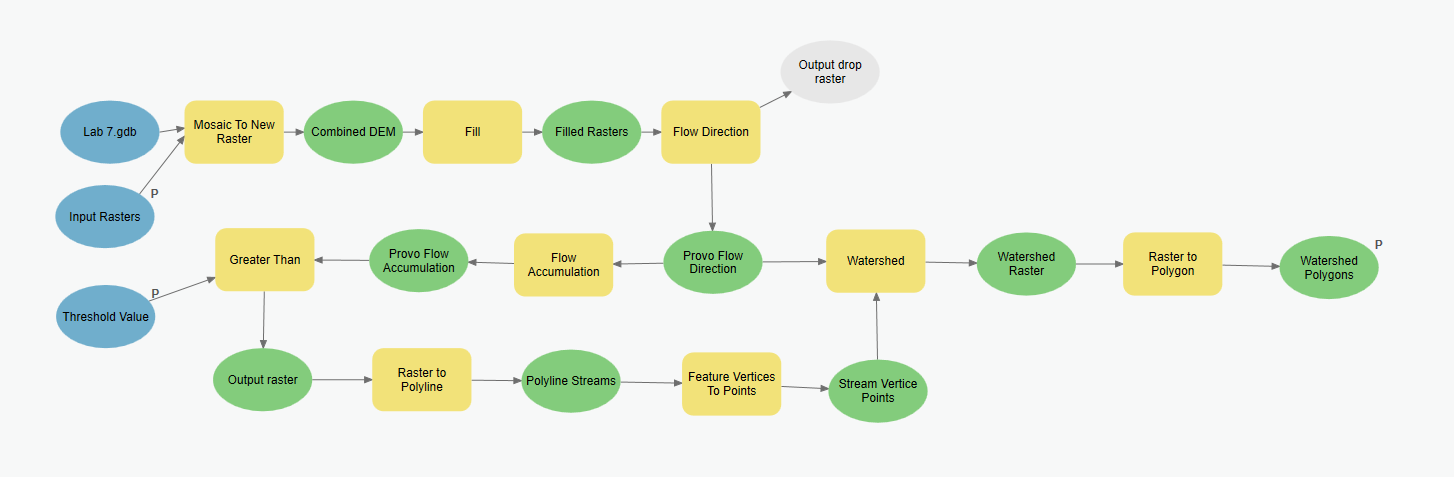 Output drop
raster
Lab 7.gdb
Mosaic To New
Raster
Combined DEM
Fill
Filled Rasters
Flow Direction
P
Input Rasters
Greater Than
Provo Flow
Accumulation
Flow
Accumulation
Provo Flow
Direction
Watershed
Watershed
Raster
Raster to
Polygon
P
Watershed
Polygons
P
Threshold Value
Output raster
Raster to
Polyline
Polyline Streams
Feature Vertices
To Points
Stream Vertice
Points